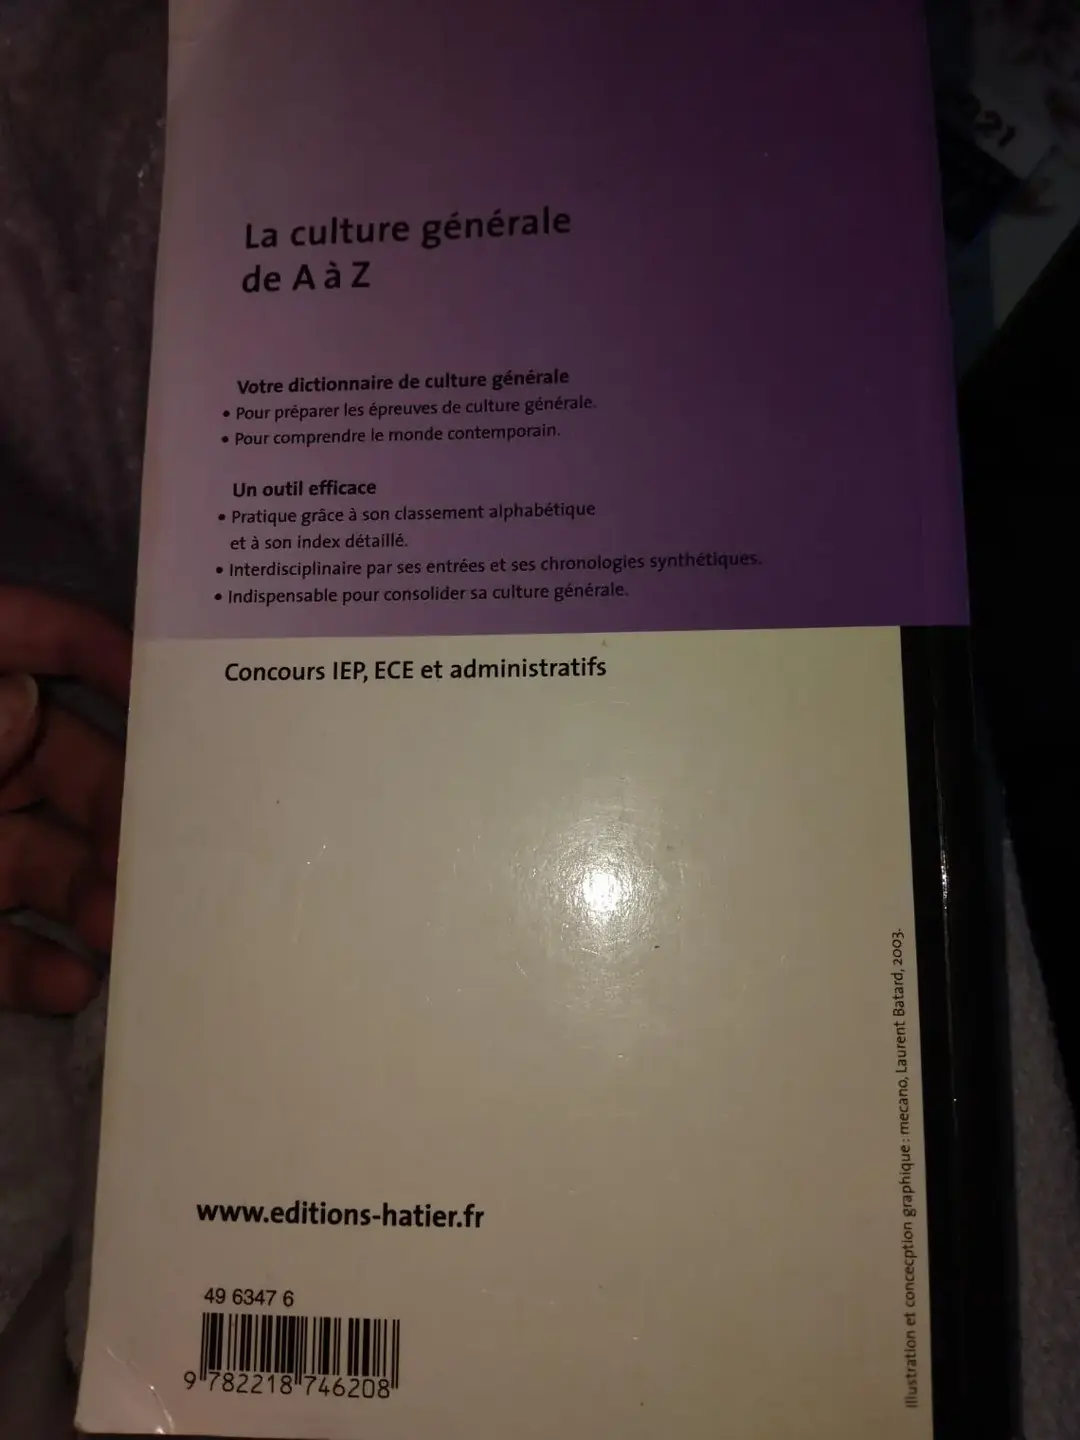 La culture générale
de A à Z
Votre dictionnaire de culture générale
• Pour préparer les épreuves de culture générale.
• Pour comprendre le monde contemporain.
Un outil efficace
• Pratique grâce à son classement alphabétique
et à son index détaillé.
• Interdisciplinaire par ses entrées et ses chronologies synthétiques.
• Indispensable pour consolider sa culture générale.
Concours IEP, ECE et administratifs
www.editions-hatier.fr
49 6347 6
9 782218 746208
Illustration et concecption graphique : mecano, Laurent Batard, 2003.